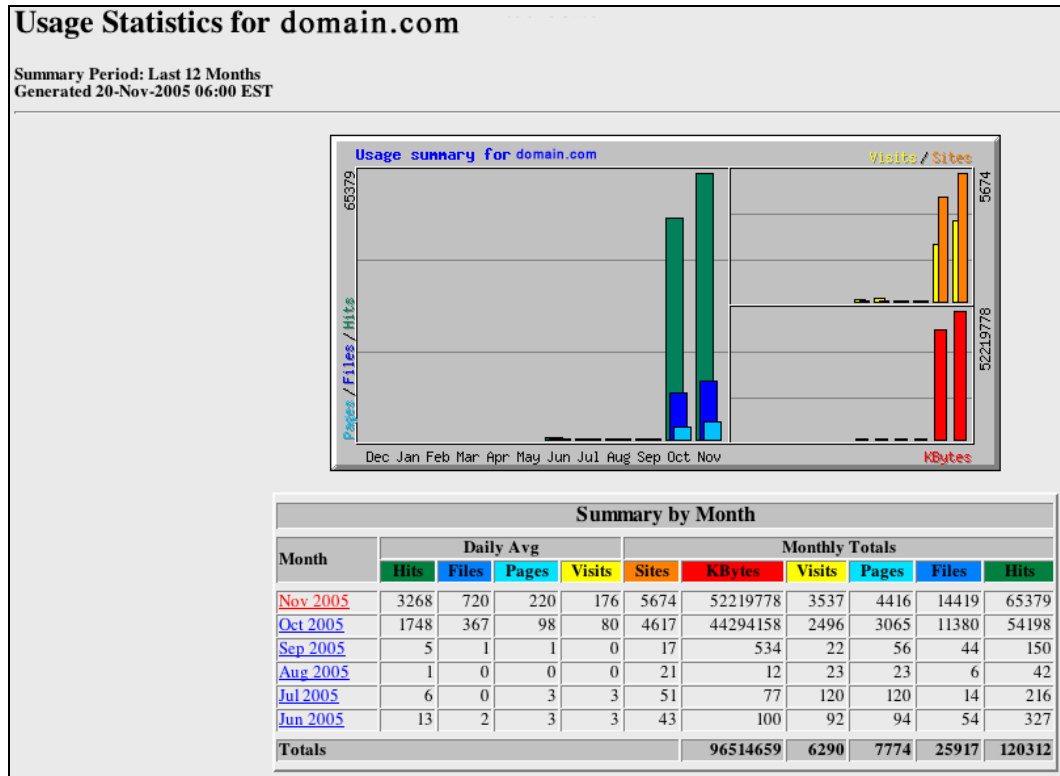 Usage Statistics for domain.com
Summary Period: Last 12 Months
Generated 20-Nov-2005 06:00 EST
Usage summary for domain.com
Visits / Sites
65379
5674
Pages / Files / Hits
52219778
Dec Jan Feb Mar Apr May Jun Jul Aug Sep Oct Nov
KBytes
Summary by Month
Month Daily Avg Monthly Totals
Hits Files Pages Visits Sites KBytes Visits Pages Files Hits
Nov 2005 3268 720 220 176 5674 52219778 3537 4416 14419 65379
Oct 2005 1748 367 98 80 4617 44294158 2496 3065 11380 54198
Sep 2005 5 1 1 0 17 534 22 56 44 150
Aug 2005 1 0 0 0 21 12 23 23 6 42
Jul 2005 6 0 3 3 51 77 120 120 14 216
Jun 2005 13 2 3 3 43 100 92 94 54 327
Totals 96514659 6290 7774 25917 120312